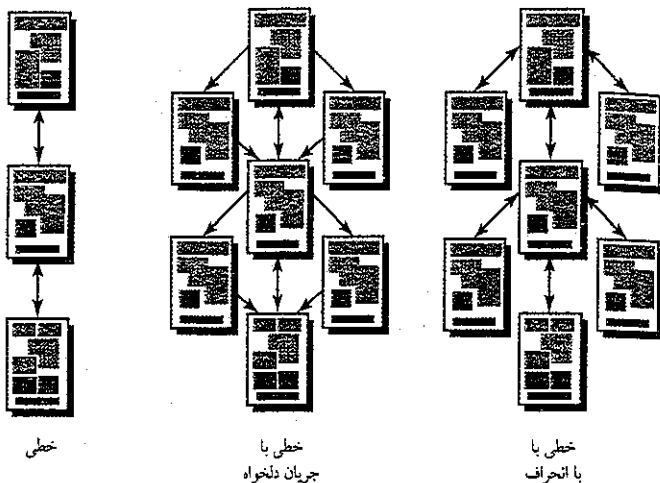 خطی با
با انحراف
خطی با
جریان دلخواه
خطی